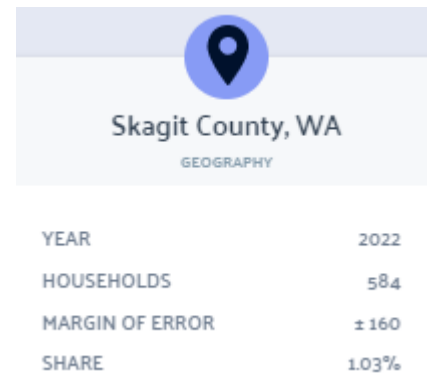 Skagit County, WA
GEOGRAPHY
YEAR 2022
HOUSEHOLDS 584
MARGIN OF ERROR ± 160
SHARE 1.03%